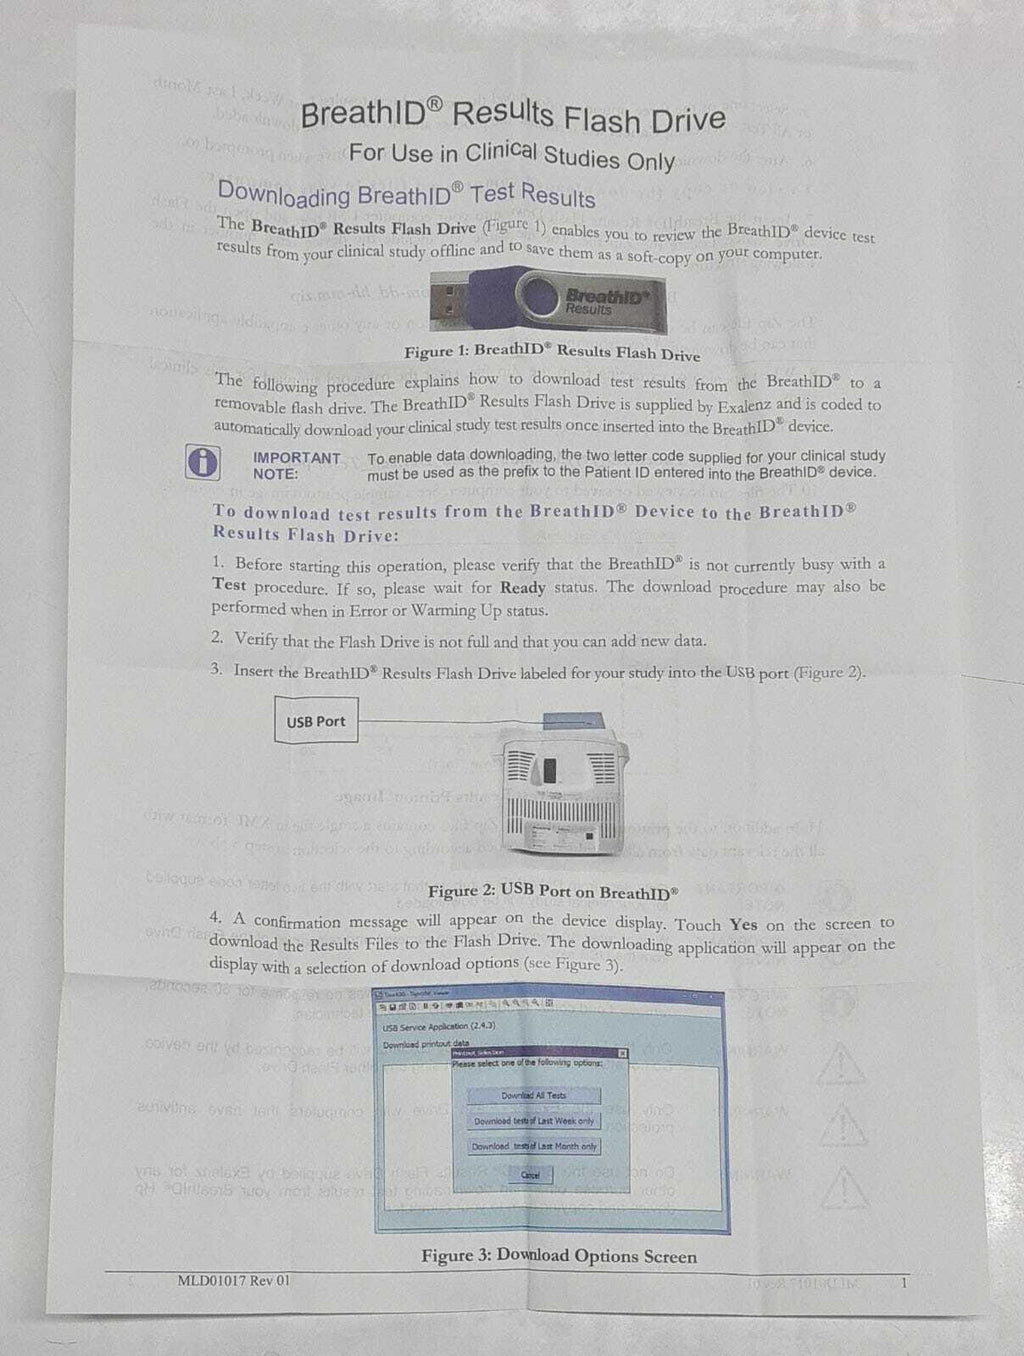 BreathID® Results Flash Drive
For Use in Clinical Studies Only
Downloading BreathID® Test Results
The BreathID® Results Flash Drive (Figure 1) enables you to review the BreathID® device test
results from your clinical study offline and to save them as a soft-copy on your computer.
BreathID®
Results
Figure 1: BreathID® Results Flash Drive
The following procedure explains how to download test results from the BreathID® to a
removable flash drive. The BreathID® Results Flash Drive is supplied by Exalenz and is coded to
automatically download your clinical study test results once inserted into the BreathID® device.
IMPORTANT NOTE: To enable data downloading, the two letter code supplied for your clinical study
must be used as the prefix to the Patient ID entered into the BreathID® device.
To download test results from the BreathID® Device to the BreathID®
Results Flash Drive:
1. Before starting this operation, please verify that the BreathID® is not currently busy with a
Test procedure. If so, please wait for Ready status. The download procedure may also be
performed when in Error or Warming Up status.
2. Verify that the Flash Drive is not full and that you can add new data.
3. Insert the BreathID® Results Flash Drive labeled for your study into the USB port (Figure 2).
USB Port
Figure 2: USB Port on BreathID®
4. A confirmation message will appear on the device display. Touch Yes on the screen to
download the Results Files to the Flash Drive. The downloading application will appear on the
display with a selection of download options (see Figure 3).
USB Service Application (2.4.3)
Download printout data
Printout Selection
Please select one of the following options:
Download All Tests
Download tests of Last Week only
Download tests of Last Month only
Cancel
Figure 3: Download Options Screen
MLD01017 Rev 01
1